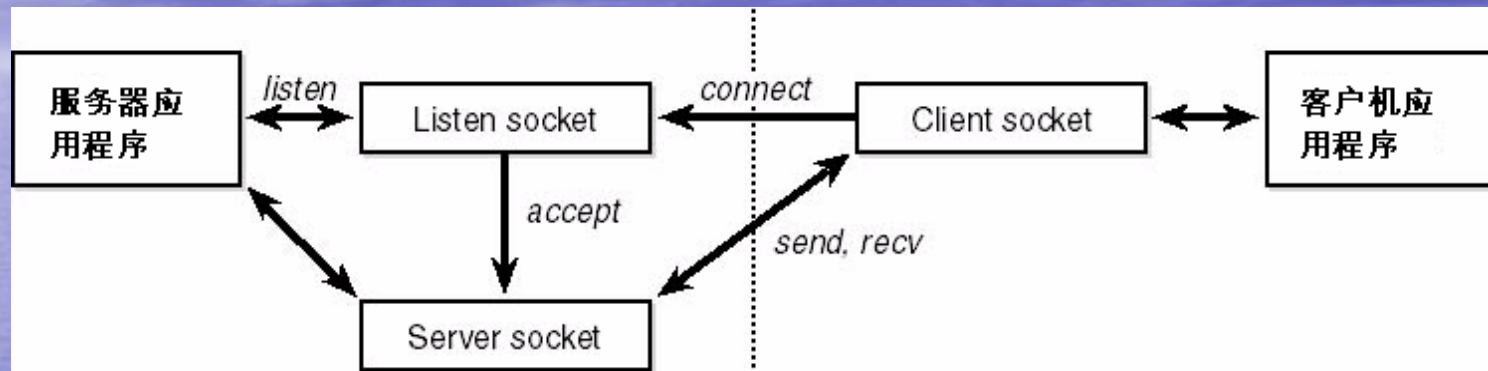 服务器应
用程序
listen
Listen socket
connect
Client socket
客户机应
用程序
accept
send, recv
Server socket